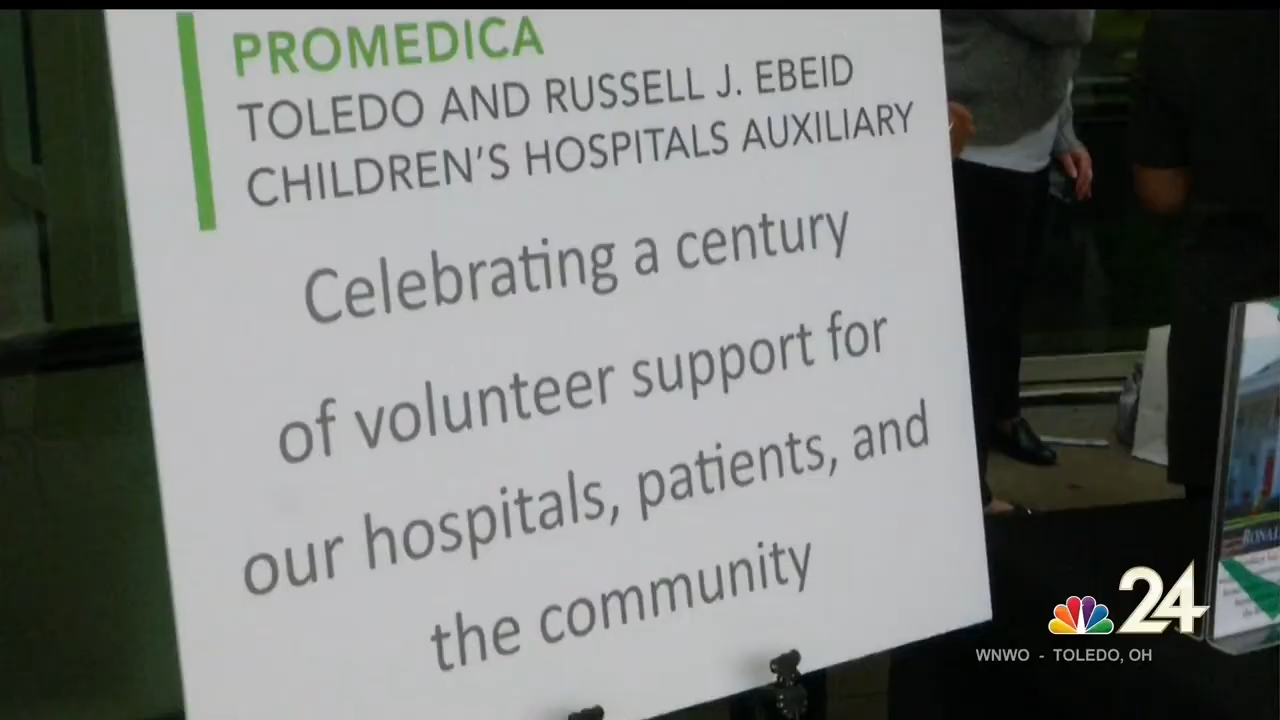 PROMEDICA
TOLEDO AND RUSSELL J. EBEID
CHILDREN'S HOSPITALS AUXILIARY
Celebrating a century
of volunteer support for
our hospitals, patients, and
the community
24
WNWO - TOLEDO, OH